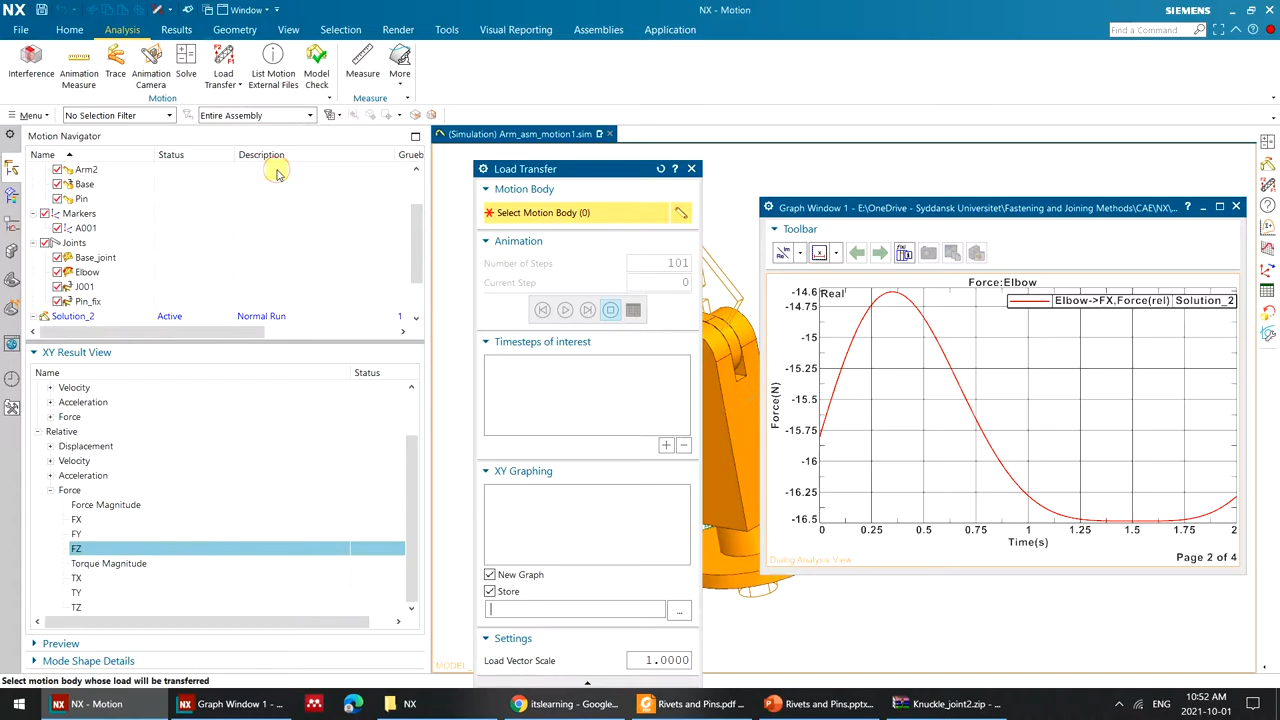 NX
Window
NX - Motion
SIEMENS
File
Home
Analysis
Results
Geometry
View
Selection
Render
Tools
Visual Reporting
Assemblies
Application
Find a Command
Interference
Animation
Measure
Trace
Animation
Camera
Solve
Load
Transfer
List Motion
External Files
Model
Check
Measure
More
Motion
Measure
Menu
No Selection Filter
Entire Assembly
Motion Navigator
Name
Status
Description
Grueb
Arm2
Base
Pin
Markers
A001
Joints
Base_joint
Elbow
J001
Pin_fix
Solution_2
Active
Normal Run
1
XY Result View
Name
Status
Velocity
Acceleration
Force
Relative
Displacement
Velocity
Acceleration
Force
Force Magnitude
FX
FY
FZ
Torque Magnitude
TX
TY
TZ
Preview
Mode Shape Details
(Simulation) Arm_asm_motion1.sim
Load Transfer
Motion Body
* Select Motion Body (0)
Animation
Number of Steps
101
Current Step
0
Timesteps of interest
XY Graphing
New Graph
Store
...
Settings
Load Vector Scale
1.0000
Graph Window 1 - E:\OneDrive - Syddansk Universitet\Fastening and Joining Methods\CAE\NX\...
Toolbar
Force:Elbow
Real
Elbow->FX,Force(rel) Solution_2
Force(N)
-14.6
-14.75
-15
-15.25
-15.5
-15.75
-16
-16.25
-16.5
0
0.25
0.5
0.75
1
1.25
1.5
1.75
2
Time(s)
Dialog Analysis View
Page 2 of 4
MODEL_
Select motion body whose load will be transferred
NX - Motion
Graph Window 1 - ...
NX
itslearning - Google...
Rivets and Pins.pdf ...
Rivets and Pins.pptx...
Knuckle_joint2.zip - ...
ENG
10:52 AM
2021-10-01